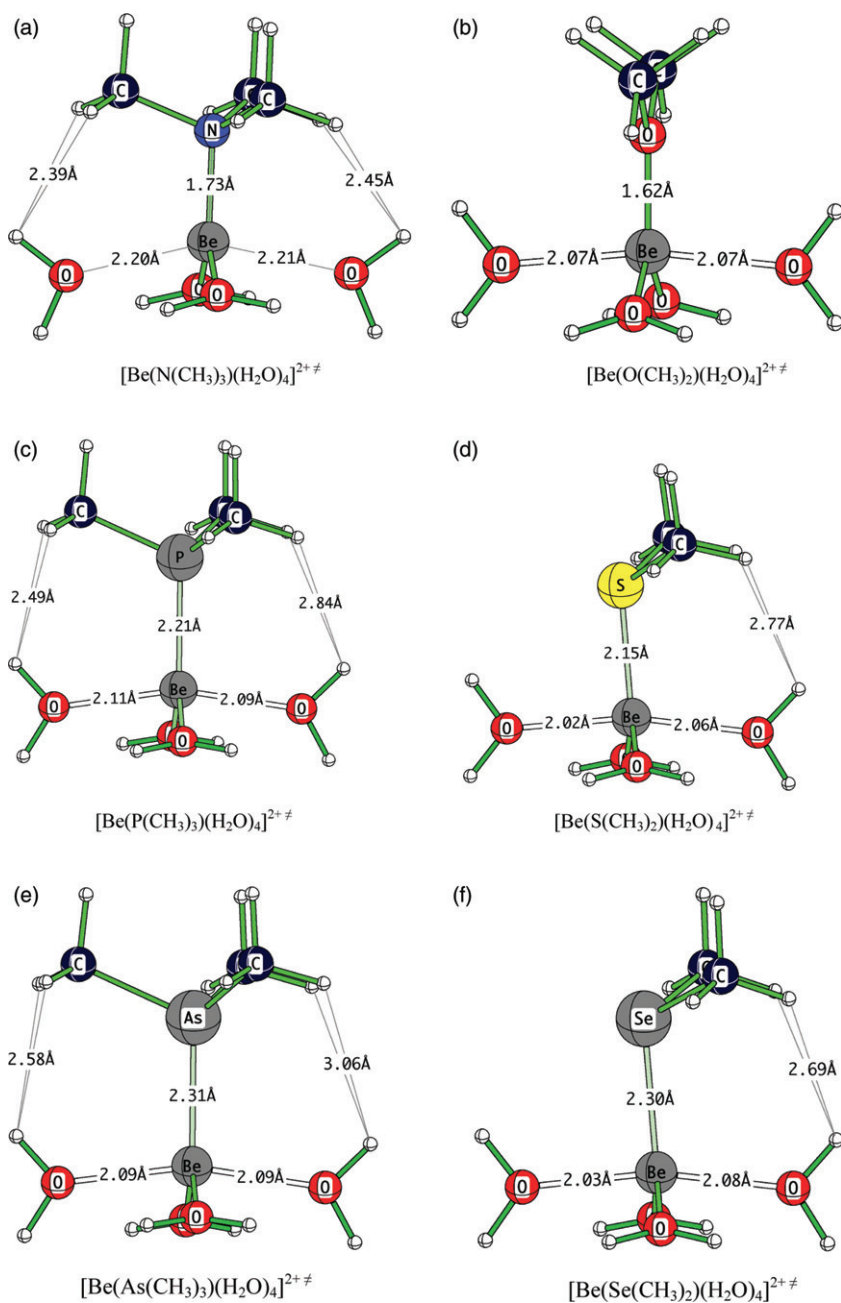 (a)
C
C
C
N
2.39Å
1.73Å
2.45Å
Be
2.20Å
2.21Å
O
O
O
O
[Be(N(CH₃)₃)(H₂O)₄]²⁺ ≠
(b)
C
C
O
1.62Å
O
2.07Å
Be
2.07Å
O
O
O
[Be(O(CH₃)₂)(H₂O)₄]²⁺ ≠
(c)
C
C
C
P
2.49Å
2.21Å
2.84Å
O
2.11Å
Be
2.09Å
O
O
O
[Be(P(CH₃)₃)(H₂O)₄]²⁺ ≠
(d)
C
C
S
2.77Å
2.15Å
O
2.02Å
Be
2.06Å
O
O
O
[Be(S(CH₃)₂)(H₂O)₄]²⁺ ≠
(e)
C
C
C
As
2.58Å
3.06Å
2.31Å
O
2.09Å
Be
2.09Å
O
O
O
[Be(As(CH₃)₃)(H₂O)₄]²⁺ ≠
(f)
C
C
Se
2.69Å
2.30Å
O
2.03Å
Be
2.08Å
O
O
O
[Be(Se(CH₃)₂)(H₂O)₄]²⁺ ≠